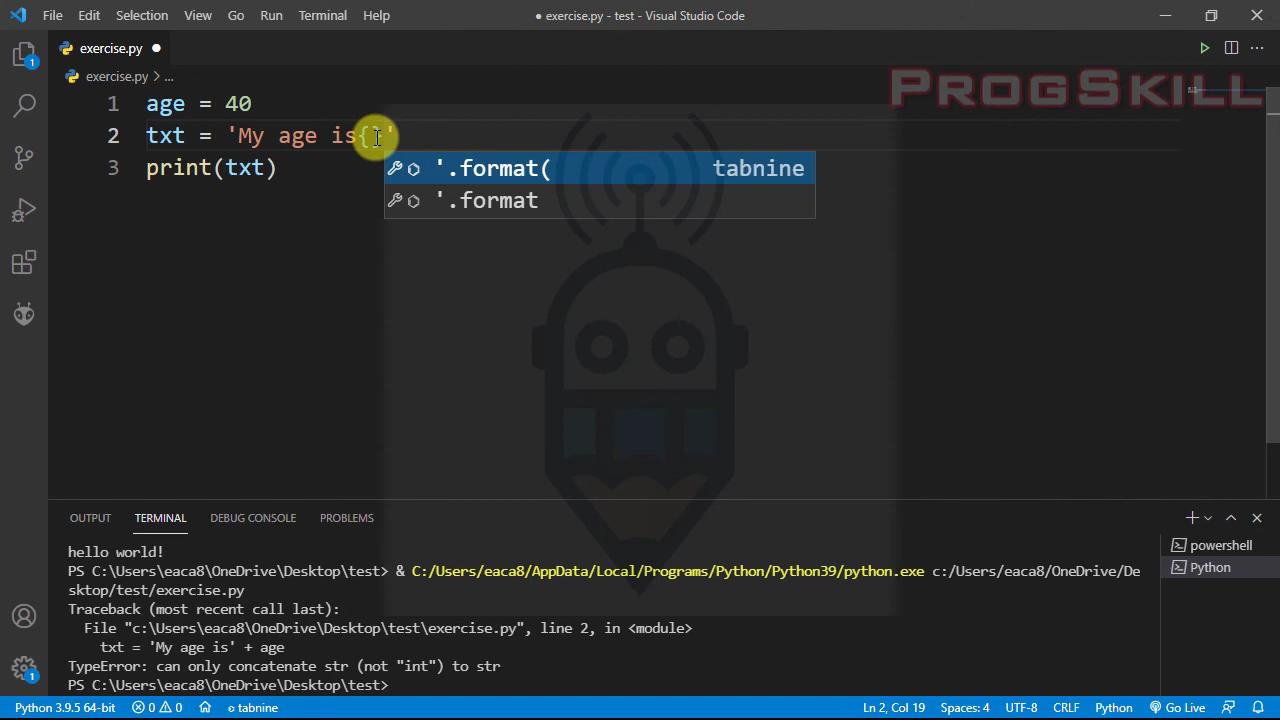 File Edit Selection View Go Run Terminal Help ● exercise.py - test - Visual Studio Code
exercise.py
exercise.py > ...
PROGSKILL
1 age = 40
2 txt = 'My age is{}'
3 print(txt)
'.format( tabnine
'.format
OUTPUT TERMINAL DEBUG CONSOLE PROBLEMS
hello world!
PS C:\Users\eaca8\OneDrive\Desktop\test> & C:/Users/eaca8/AppData/Local/Programs/Python/Python39/python.exe c:/Users/eaca8/OneDrive/De
sktop/test/exercise.py
Traceback (most recent call last):
File "c:\Users\eaca8\OneDrive\Desktop\test\exercise.py", line 2, in <module>
txt = 'My age is' + age
TypeError: can only concatenate str (not "int") to str
PS C:\Users\eaca8\OneDrive\Desktop\test>
powershell
Python
1
1
Python 3.9.5 64-bit 0 0 tabnine Ln 2, Col 19 Spaces: 4 UTF-8 CRLF Python Go Live